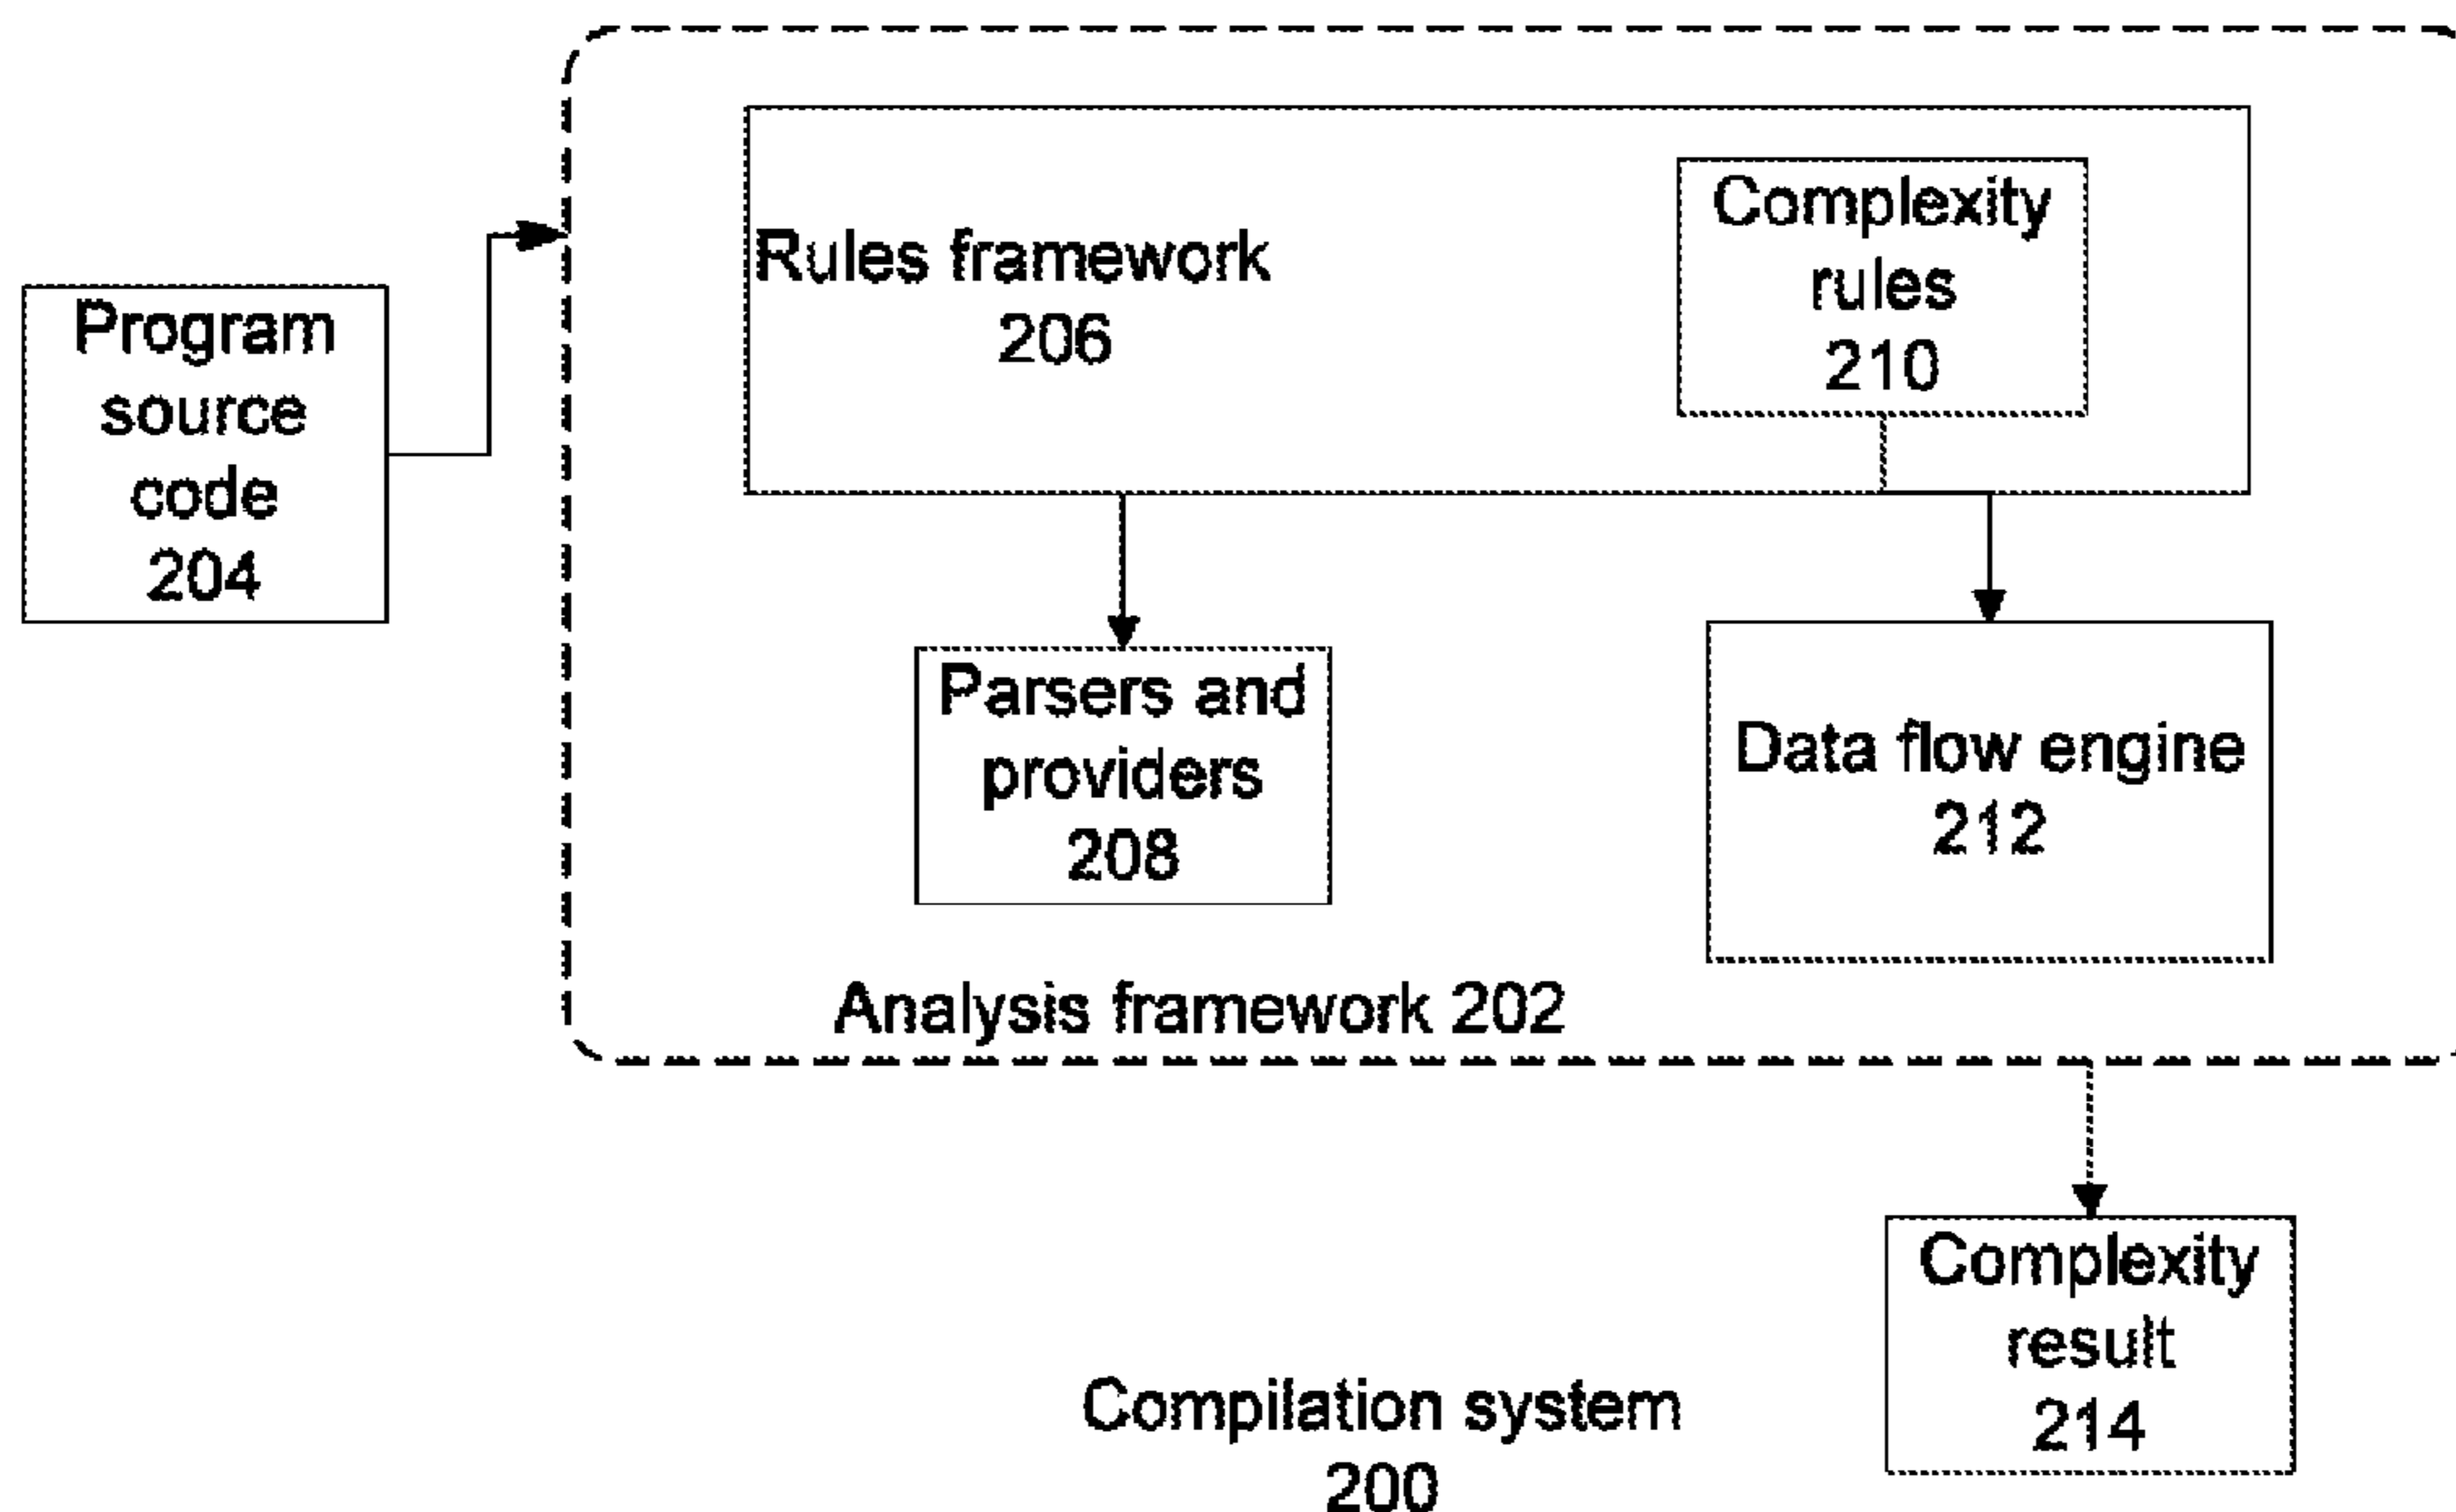 Program
source
code
204
Rules framework
206
Complexity
rules
210
Parsers and
providers
208
Data flow engine
212
Analysis framework 202
Complexity
result
214
Compilation system
200